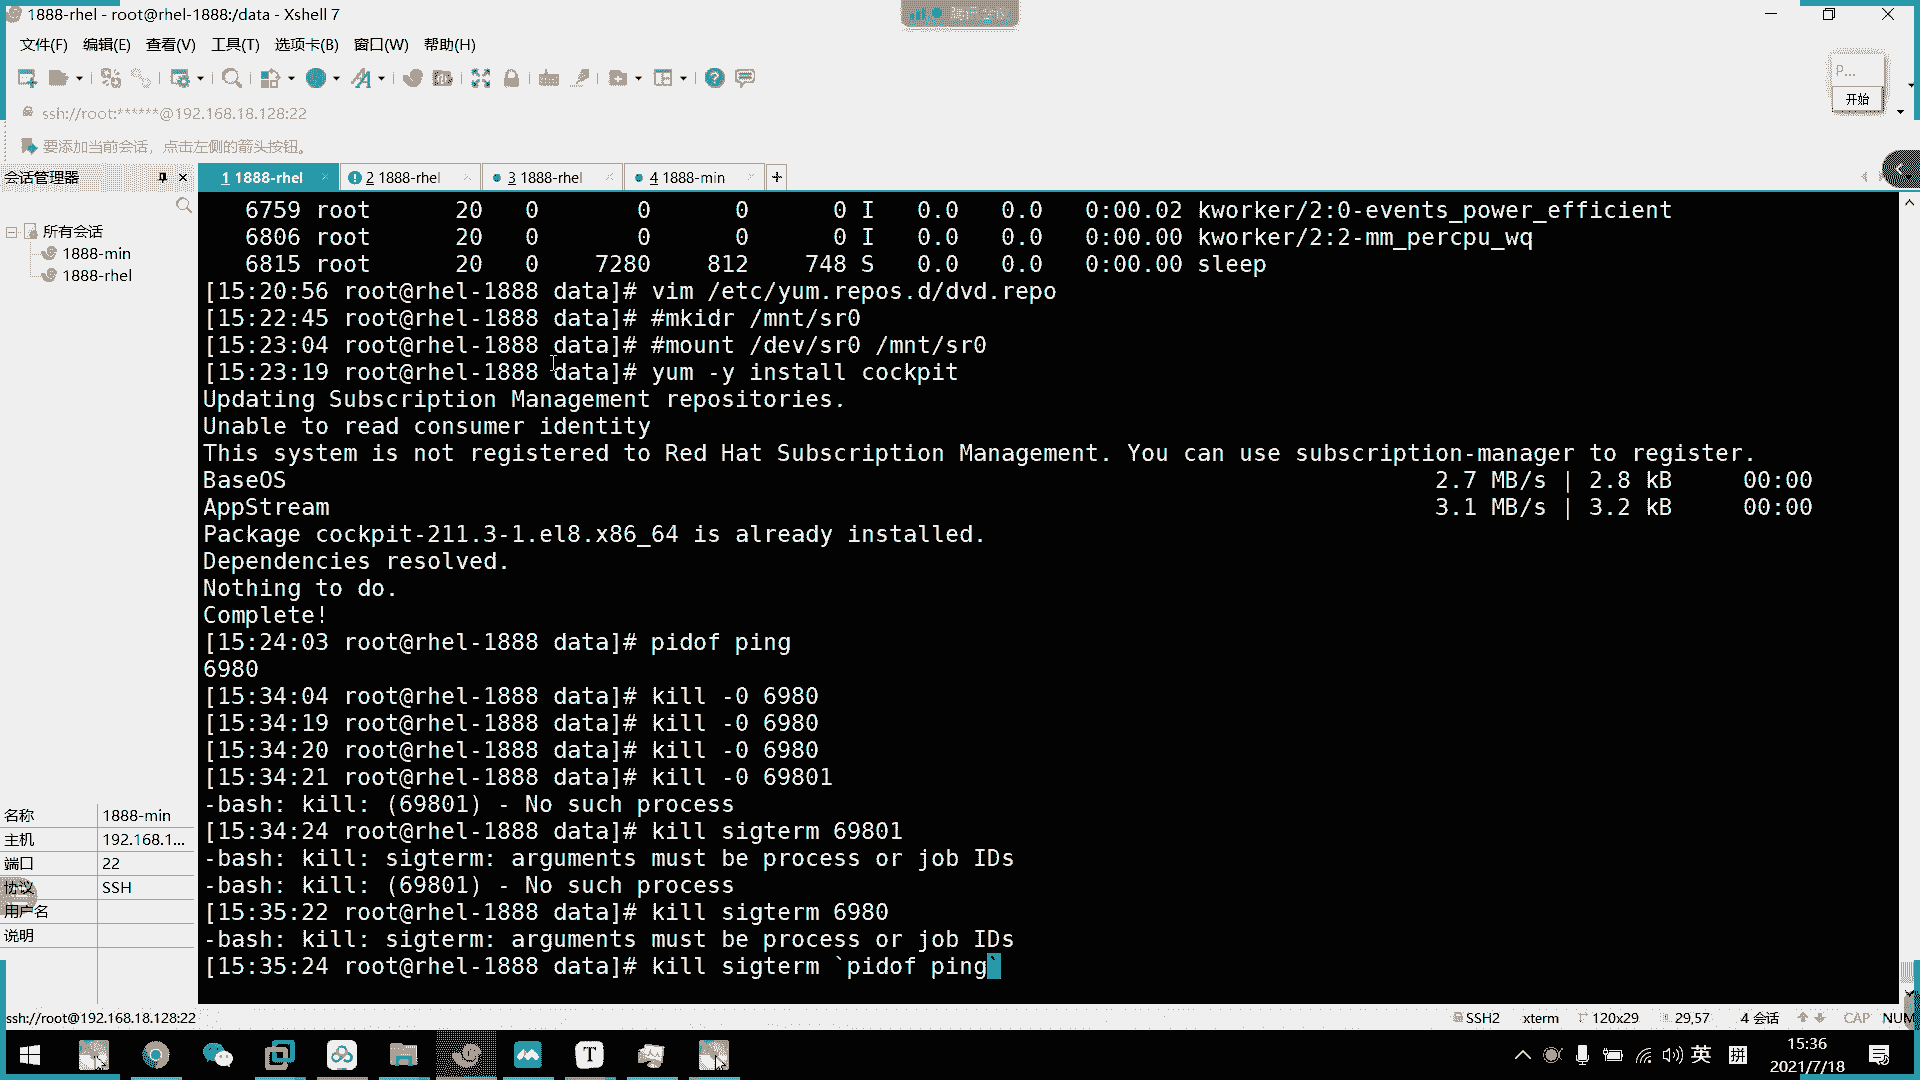 1888-rhel - root@rhel-1888:/data - Xshell 7
文件(F) 编辑(E) 查看(V) 工具(T) 选项卡(B) 窗口(W) 帮助(H)
P...
开始
ssh://root:******@192.168.18.128:22
要添加当前会话，点击左侧的箭头按钮。
会话管理器
1 1888-rhel
2 1888-rhel
3 1888-rhel
4 1888-min
+
所有会话
1888-min
1888-rhel
6759 root 20 0 0 0 0 I 0.0 0.0 0:00.02 kworker/2:0-events_power_efficient
6806 root 20 0 0 0 0 I 0.0 0.0 0:00.00 kworker/2:2-mm_percpu_wq
6815 root 20 0 7280 812 748 S 0.0 0.0 0:00.00 sleep
[15:20:56 root@rhel-1888 data]# vim /etc/yum.repos.d/dvd.repo
[15:22:45 root@rhel-1888 data]# #mkidr /mnt/sr0
[15:23:04 root@rhel-1888 data]# #mount /dev/sr0 /mnt/sr0
[15:23:19 root@rhel-1888 data]# yum -y install cockpit
Updating Subscription Management repositories.
Unable to read consumer identity
This system is not registered to Red Hat Subscription Management. You can use subscription-manager to register.
BaseOS 2.7 MB/s | 2.8 kB 00:00
AppStream 3.1 MB/s | 3.2 kB 00:00
Package cockpit-211.3-1.el8.x86_64 is already installed.
Dependencies resolved.
Nothing to do.
Complete!
[15:24:03 root@rhel-1888 data]# pidof ping
6980
[15:34:04 root@rhel-1888 data]# kill -0 6980
[15:34:19 root@rhel-1888 data]# kill -0 6980
[15:34:20 root@rhel-1888 data]# kill -0 6980
[15:34:21 root@rhel-1888 data]# kill -0 69801
-bash: kill: (69801) - No such process
[15:34:24 root@rhel-1888 data]# kill sigterm 69801
-bash: kill: sigterm: arguments must be process or job IDs
-bash: kill: (69801) - No such process
[15:35:22 root@rhel-1888 data]# kill sigterm 6980
-bash: kill: sigterm: arguments must be process or job IDs
[15:35:24 root@rhel-1888 data]# kill sigterm `pidof ping`
名称 1888-min
主机 192.168.1...
端口 22
协议 SSH
用户名
说明
ssh://root@192.168.18.128:22
SSH2 xterm 120x29 29,57 4 会话 CAP NUM
英 拼
15:36
2021/7/18